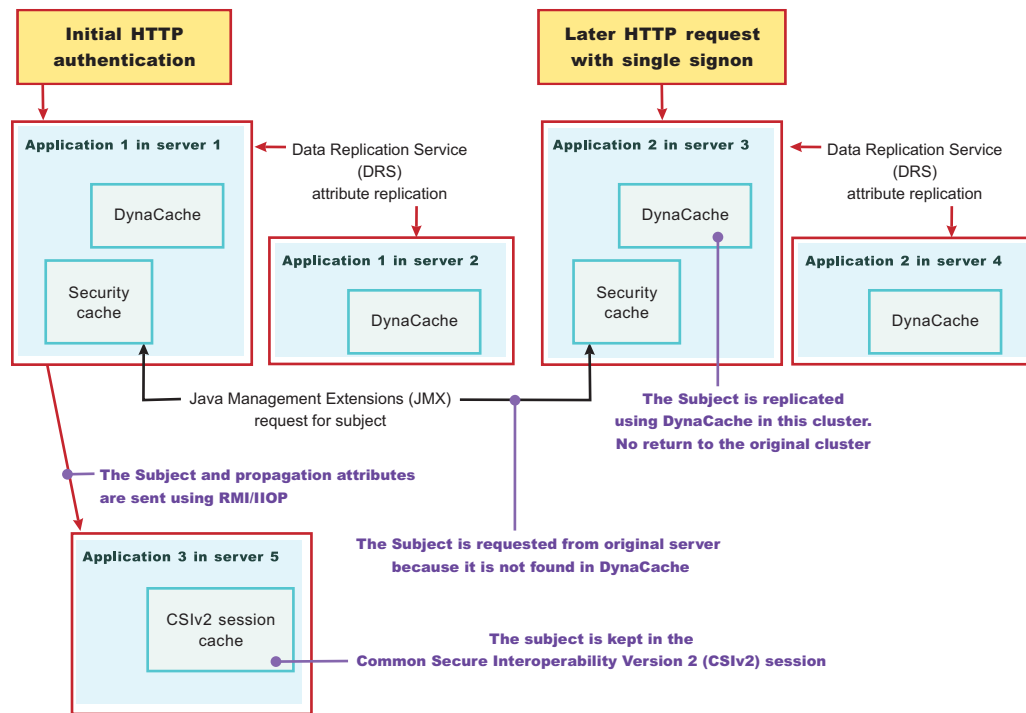 Initial HTTP
authentication
Later HTTP request
with single signon
Application 1 in server 1
DynaCache
Security
cache
Data Replication Service
(DRS)
attribute replication
Application 1 in server 2
DynaCache
Application 2 in server 3
DynaCache
Security
cache
Data Replication Service
(DRS)
attribute replication
Application 2 in server 4
DynaCache
Java Management Extensions (JMX)
request for subject
The Subject is replicated
using DynaCache in this cluster.
No return to the original cluster
The Subject and propagation attributes
are sent using RMI/IIOP
The Subject is requested from original server
because it is not found in DynaCache
Application 3 in server 5
CSIv2 session
cache
The subject is kept in the
Common Secure Interoperability Version 2 (CSIv2) session